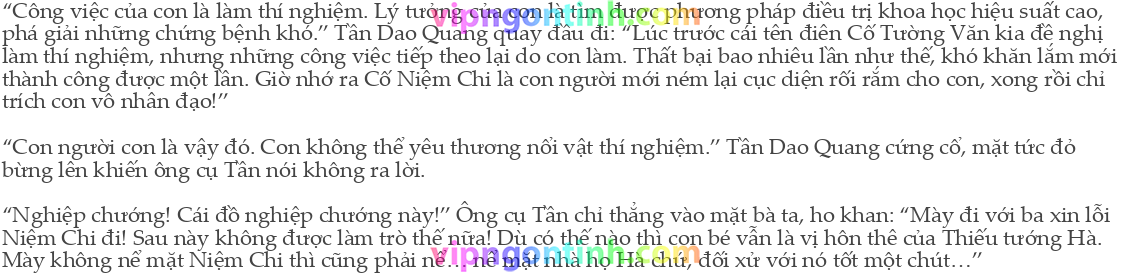 “Công việc của con là làm thí nghiệm. Lý tưởng của con là tìm được phương pháp điều trị khoa học hiệu suất cao,
phá giải những chứng bệnh khó.” Tần Dao Quang quay đầu đi: “Lúc trước cái tên điên Cố Tường Văn kia đề nghị
làm thí nghiệm, nhưng những công việc tiếp theo lại do con làm. Thất bại bao nhiêu lần như thế, khó khăn lắm mới
thành công được một lần. Giờ nhớ ra Cố Niệm Chi là con người mới ném lại cục diện rối rắm cho con, xong rồi chỉ
trích con vô nhân đạo!”
“Con người con là vậy đó. Con không thể yêu thương nổi vật thí nghiệm.” Tần Dao Quang cứng cổ, mặt tức đỏ
bừng lên khiến ông cụ Tần nói không ra lời.
“Nghiệp chướng! Cái đồ nghiệp chướng này!” Ông cụ Tần chỉ thẳng vào mặt bà ta, ho khan: “Mày đi với ba xin lỗi
Niệm Chi đi! Sau này không được làm trò thế nữa! Dù có thế nào thì con bé vẫn là vị hôn thê của Thiếu tướng Hà.
Mày không nể mặt Niệm Chi thì cũng phải nể… nể mặt nhà họ Hà chứ, đối xử với nó tốt một chút…”
vipngontinh.com
vipngontinh.com